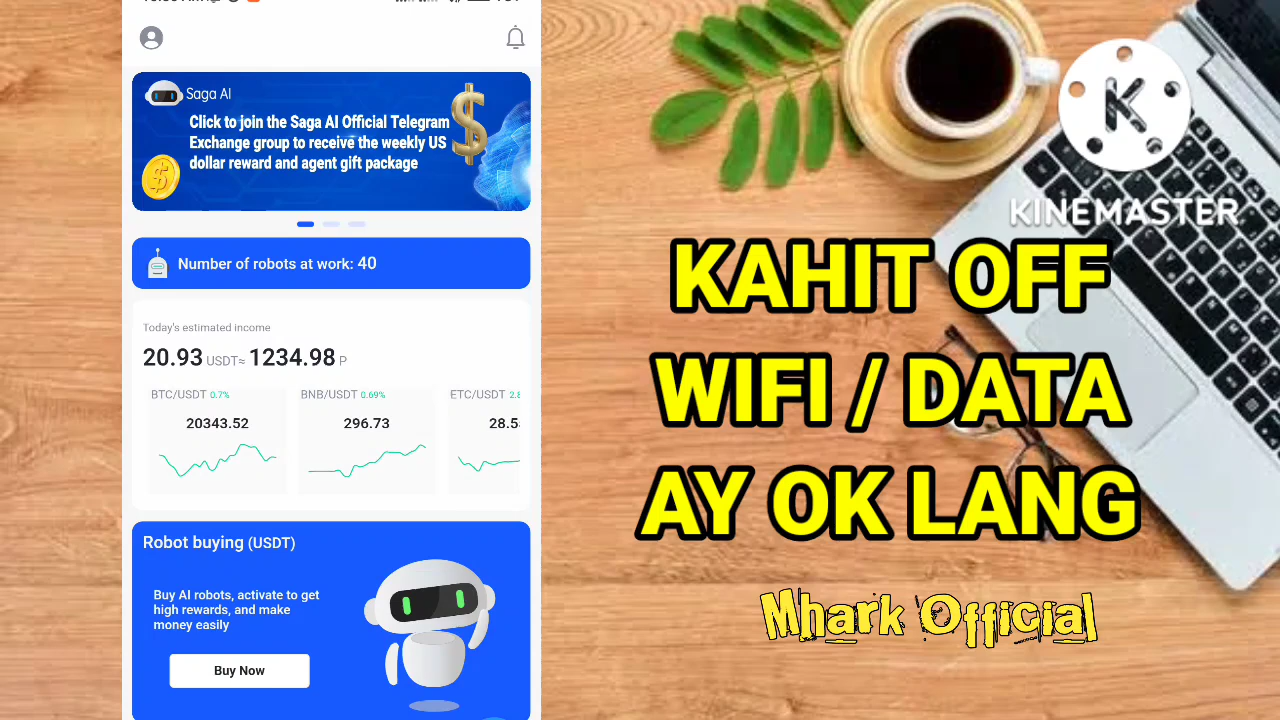 Saga AI
Click to join the Saga AI Official Telegram
Exchange group to receive the weekly US
dollar reward and agent gift package
Number of robots at work: 40
Today's estimated income
20.93 USDT≈ 1234.98 P
BTC/USDT 0.7%
BNB/USDT 0.69%
ETC/USDT 2.8
20343.52
296.73
28.5
Robot buying (USDT)
Buy AI robots, activate to get
high rewards, and make
money easily
Buy Now
K
KINEMASTER
KAHIT OFF
WIFI / DATA
AY OK LANG
Mhark Official